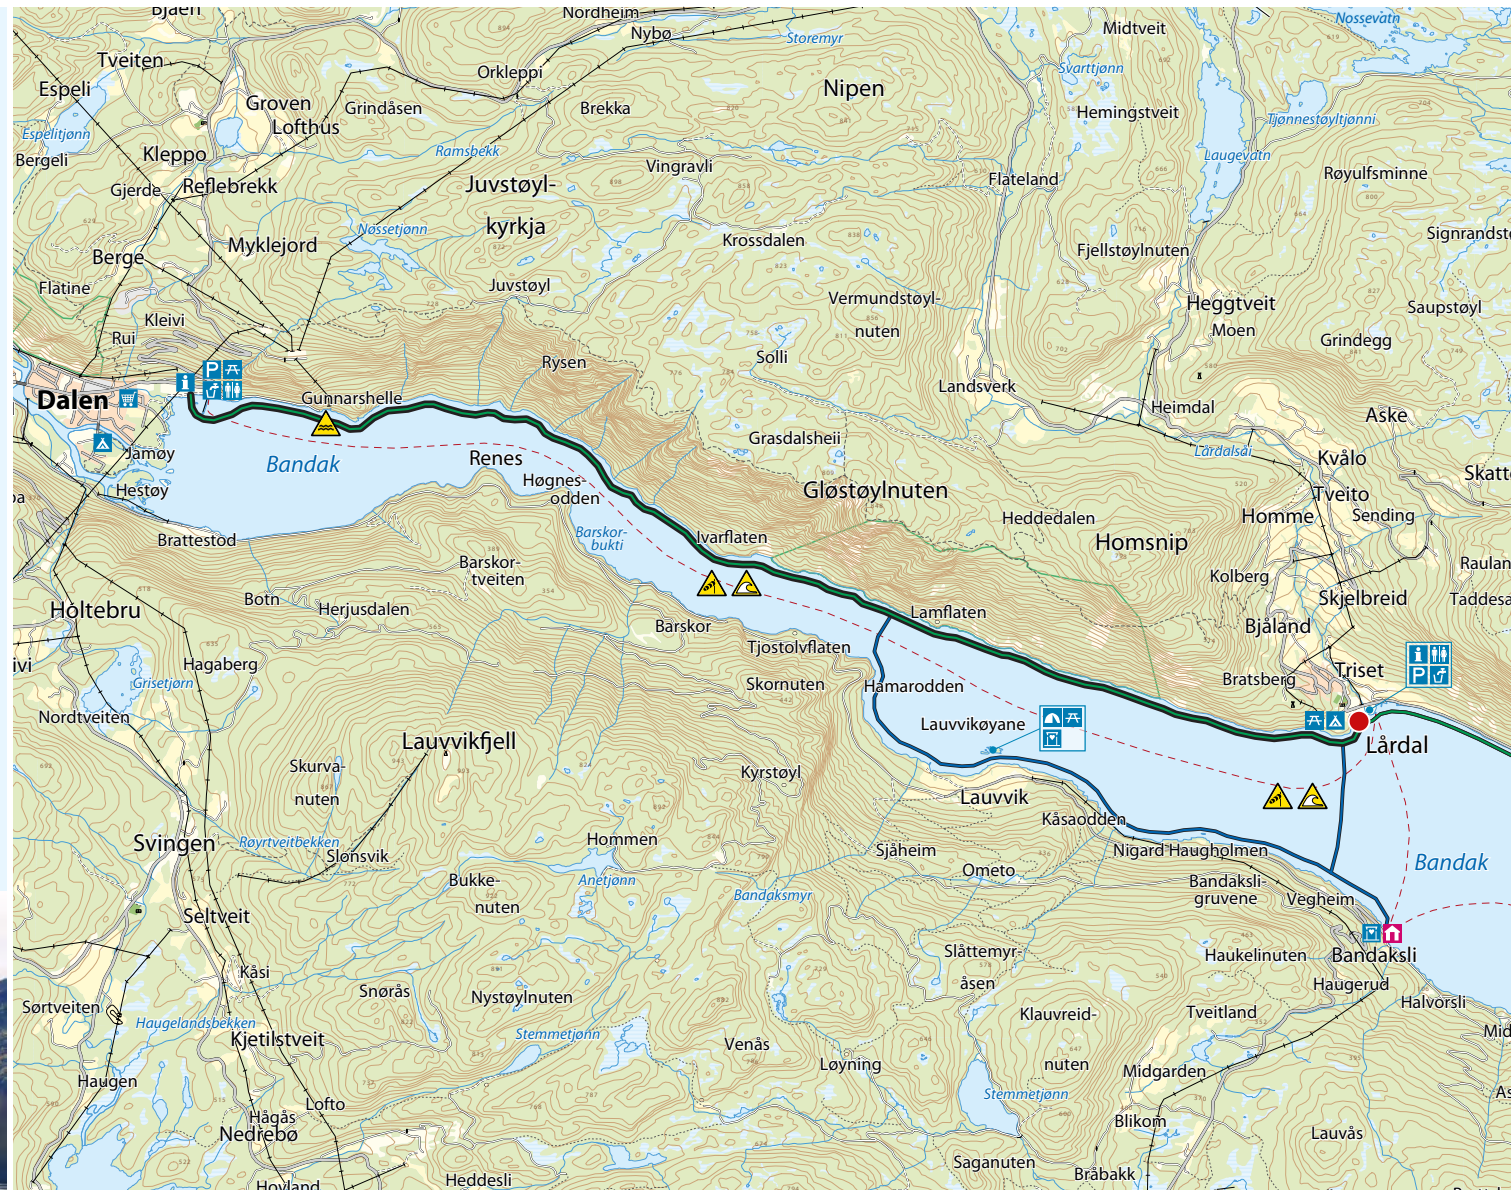 Bjåen
Nordheim
Nybø
Storemyr
Midtveit
Nossevatn
Tveiten
Espeli
Orkleppi
Svarttjønn
Groven
Lofthus
Grindåsen
Brekka
Nipen
Hemingstveit
Tjønnestøyltjønni
Espelitjønn
Bergeli
Kleppo
Ramsbekk
Vingravli
Laugevatn
Gjerde
Reflebrekk
Juvstøyl-
kyrkja
Flateland
Røyulfsminne
Nøssetjønn
Myklejord
Krossdalen
Fjellstøylnuten
Signrandstø
Berge
Flatine
Juvstøyl
Vermundstøyl-
nuten
Heggtveit
Moen
Saupstøyl
Kleivi
Rui
Rysen
Solli
Grindegg
Landsverk
Dalen
P
i
Gunnarshelle
Heimdal
Aske
Grasdalsheii
Lårdalsåi
Jamøy
Bandak
Renes
Høgnes-
odden
Kvålo
Skatt
Hestøy
Gløstøylnuten
Tveito
Homme
Sending
Brattestod
Barskor-
bukti
Ivarflaten
Heddedalen
Homsnip
Barskor-
tveiten
Kolberg
Raulan
Botn
Herjusdalen
Holtebru
Skjelbreid
Taddesa
Lamflaten
Barskor
Bjåland
Tjostolvflaten
ivi
Hagaberg
Grisetjørn
Skornuten
Hamarodden
Bratsberg
Triset
i
P
Nordtveiten
Lauvvikøyane
Lauvvikfjell
Lårdal
Skurva-
nuten
Kyrstøyl
Lauvvik
Kåsaodden
Svingen
Røyrtveitbekken
Slonsvik
Hommen
Sjåheim
Nigard
Haugholmen
Bandak
Ometo
Bukke-
nuten
Anetjønn
Bandaksmyr
Bandaksli-
gruvene
Vegheim
Seltveit
Slåttemyr-
åsen
Haukelinuten
Bandaksli
Kåsi
Snørås
Nystøylnuten
Haugerud
Halvorsli
Sørtveiten
Haugelandsbekken
Kjetilstveit
Stemmetjønn
Venås
Klauvreid-
nuten
Tveitland
Mid
Løyning
Midgarden
Haugen
Stemmetjønn
Lofto
Hågås
Nedrebø
Blikom
Lauvås
Saganuten
Bråbakk
Heddesli
Hovland